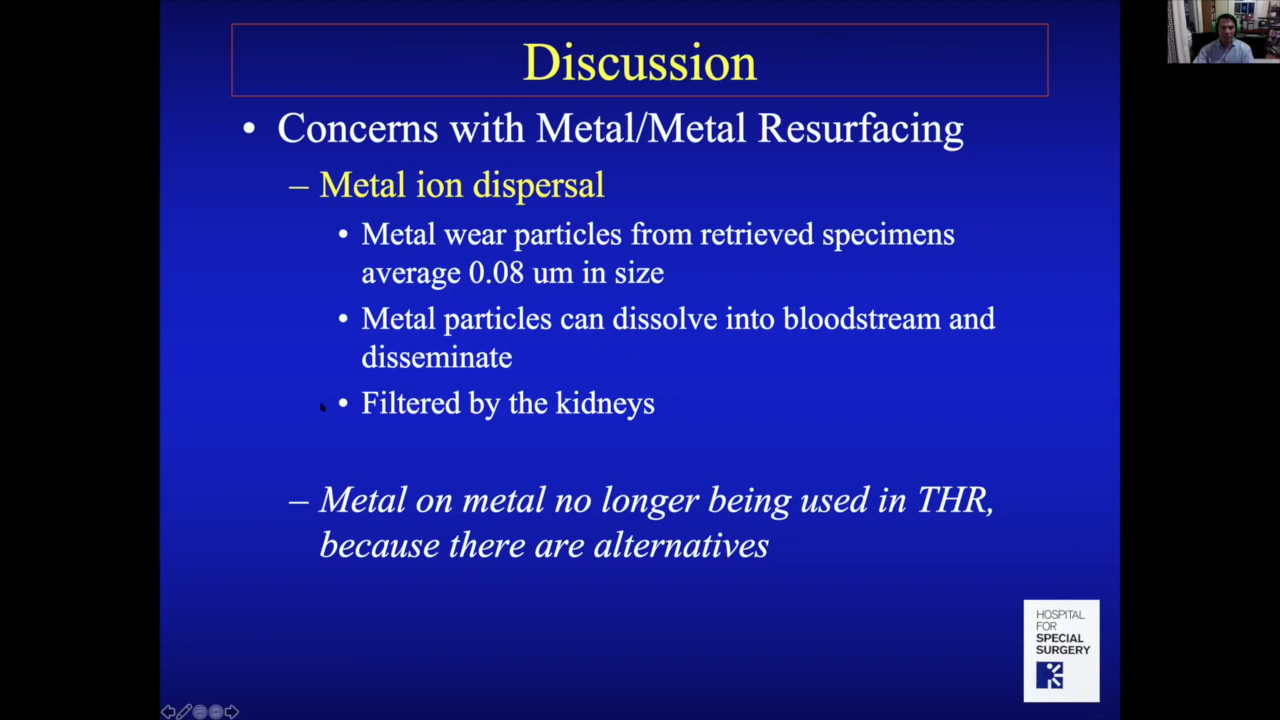 Discussion
• Concerns with Metal/Metal Resurfacing
– Metal ion dispersal
• Metal wear particles from retrieved specimens
average 0.08 um in size
• Metal particles can dissolve into bloodstream and
disseminate
• Filtered by the kidneys
– Metal on metal no longer being used in THR,
because there are alternatives
HOSPITAL
FOR
SPECIAL
SURGERY